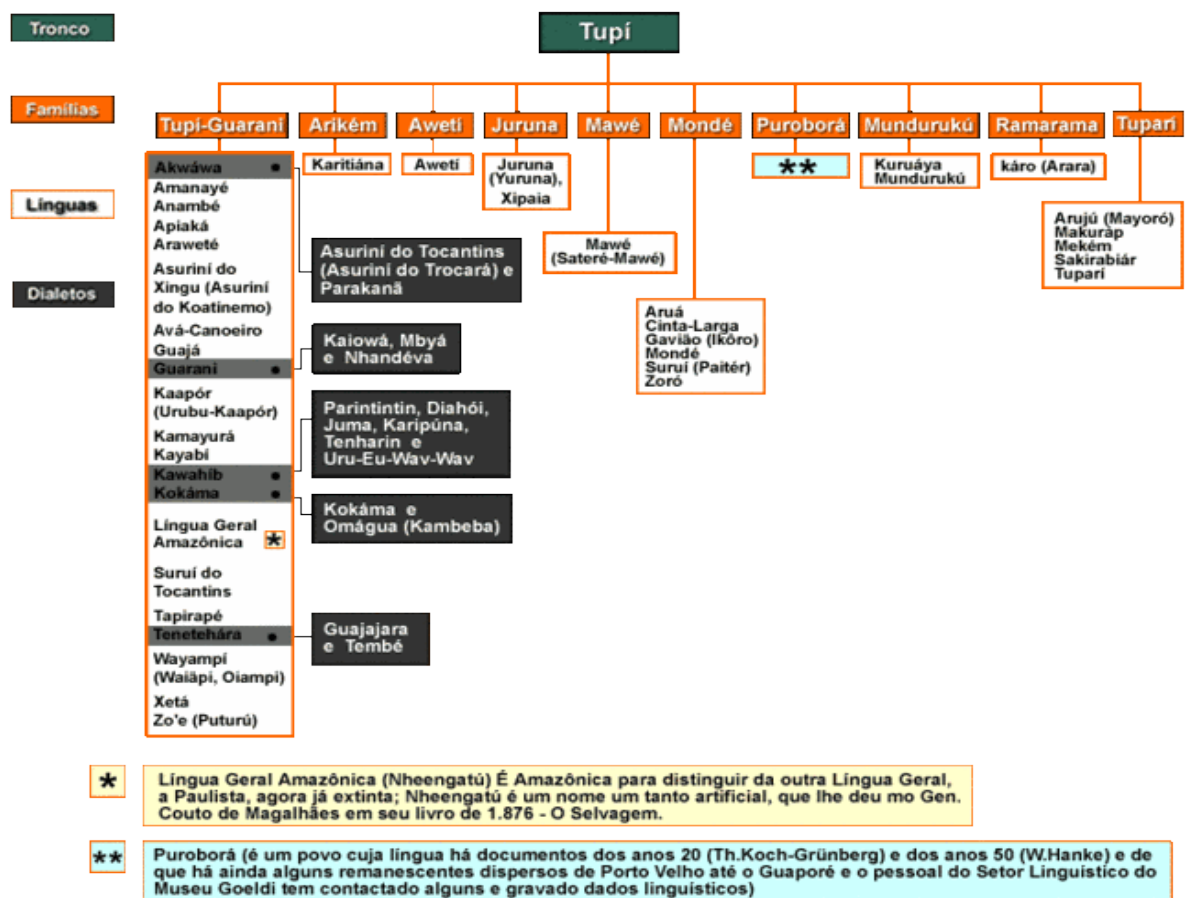 Tronco
Tupí
Famílias
Tupí-Guaraní
Arikém
Awetí
Juruna
Mawé
Mondé
Puroborá
Mundurukú
Ramarama
Tuparí
Línguas
Dialetos
Akwáwa
Amanayé
Anambé
Apiaká
Araweté
Asuriní do
Xingu (Asuriní
do Koatinemo)
Avá-Canoeiro
Guajá
Guarani
Kaapór
(Urubu-Kaapór)
Kamayurá
Kayabí
Kawahíb
Kokáma
Língua Geral
Amazônica *
Suruí do
Tocantins
Tapirapé
Tenetehára
Wayampí
(Waiãpi, Oiampi)
Xetá
Zo'e (Puturú)
Asuriní do Tocantins
(Asuriní do Trocará) e
Parakanã
Kaiowá, Mbyá
e Nhandéva
Parintintin, Diahói,
Juma, Karipúna,
Tenharin e
Uru-Eu-Wav-Wav
Kokáma e
Omágua (Kambeba)
Guajajara
e Tembé
Karitiána
Awetí
Juruna
(Yuruna),
Xipaia
Mawé
(Sateré-Mawé)
Aruá
Cinta-Larga
Gavião (Ikôro)
Mondé
Suruí (Paitér)
Zoró
**
Kuruáya
Mundurukú
káro (Arara)
Arujú (Mayoró)
Makuráp
Mekém
Sakirabiár
Tuparí
* Língua Geral Amazônica (Nheengatú) É Amazônica para distinguir da outra Língua Geral,
a Paulista, agora já extinta; Nheengatú é um nome um tanto artificial, que lhe deu mo Gen.
Couto de Magalhães em seu livro de 1.876 - O Selvagem.
** Puroborá (é um povo cuja língua há documentos dos anos 20 (Th.Koch-Grünberg) e dos anos 50 (W.Hanke) e de
que há ainda alguns remanescentes dispersos de Porto Velho até o Guaporé e o pessoal do Setor Linguístico do
Museu Goeldi tem contactado alguns e gravado dados linguísticos)